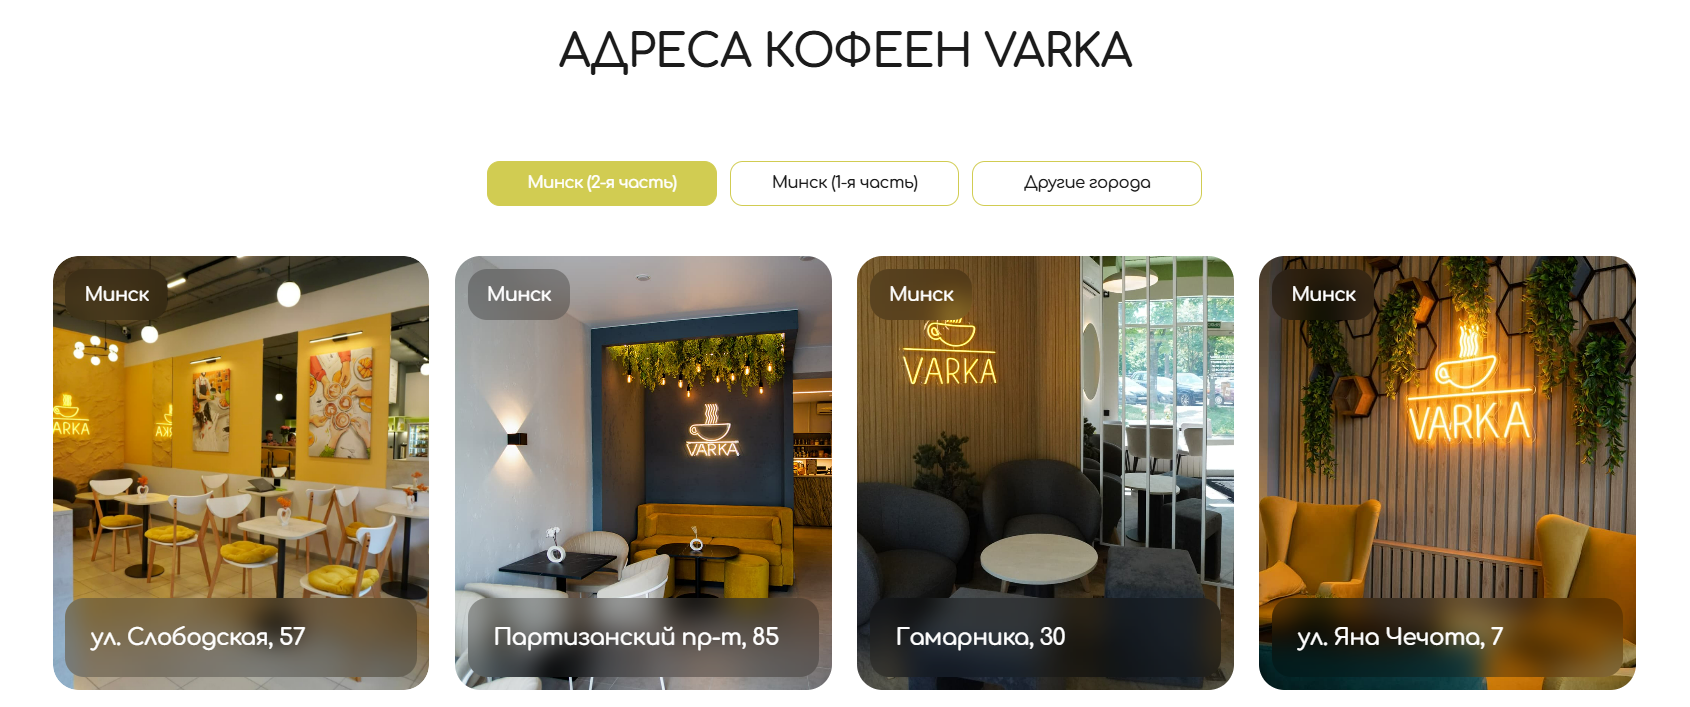 АДРЕСА КОФЕЕН VARKA
Минск (2-я часть)
Минск (1-я часть)
Другие города
Минск
VARKA
ул. Слободская, 57
Минск
VARKA
Партизанский пр-т, 85
Минск
VARKA
Гамарника, 30
Минск
VARKA
ул. Яна Чечота, 7